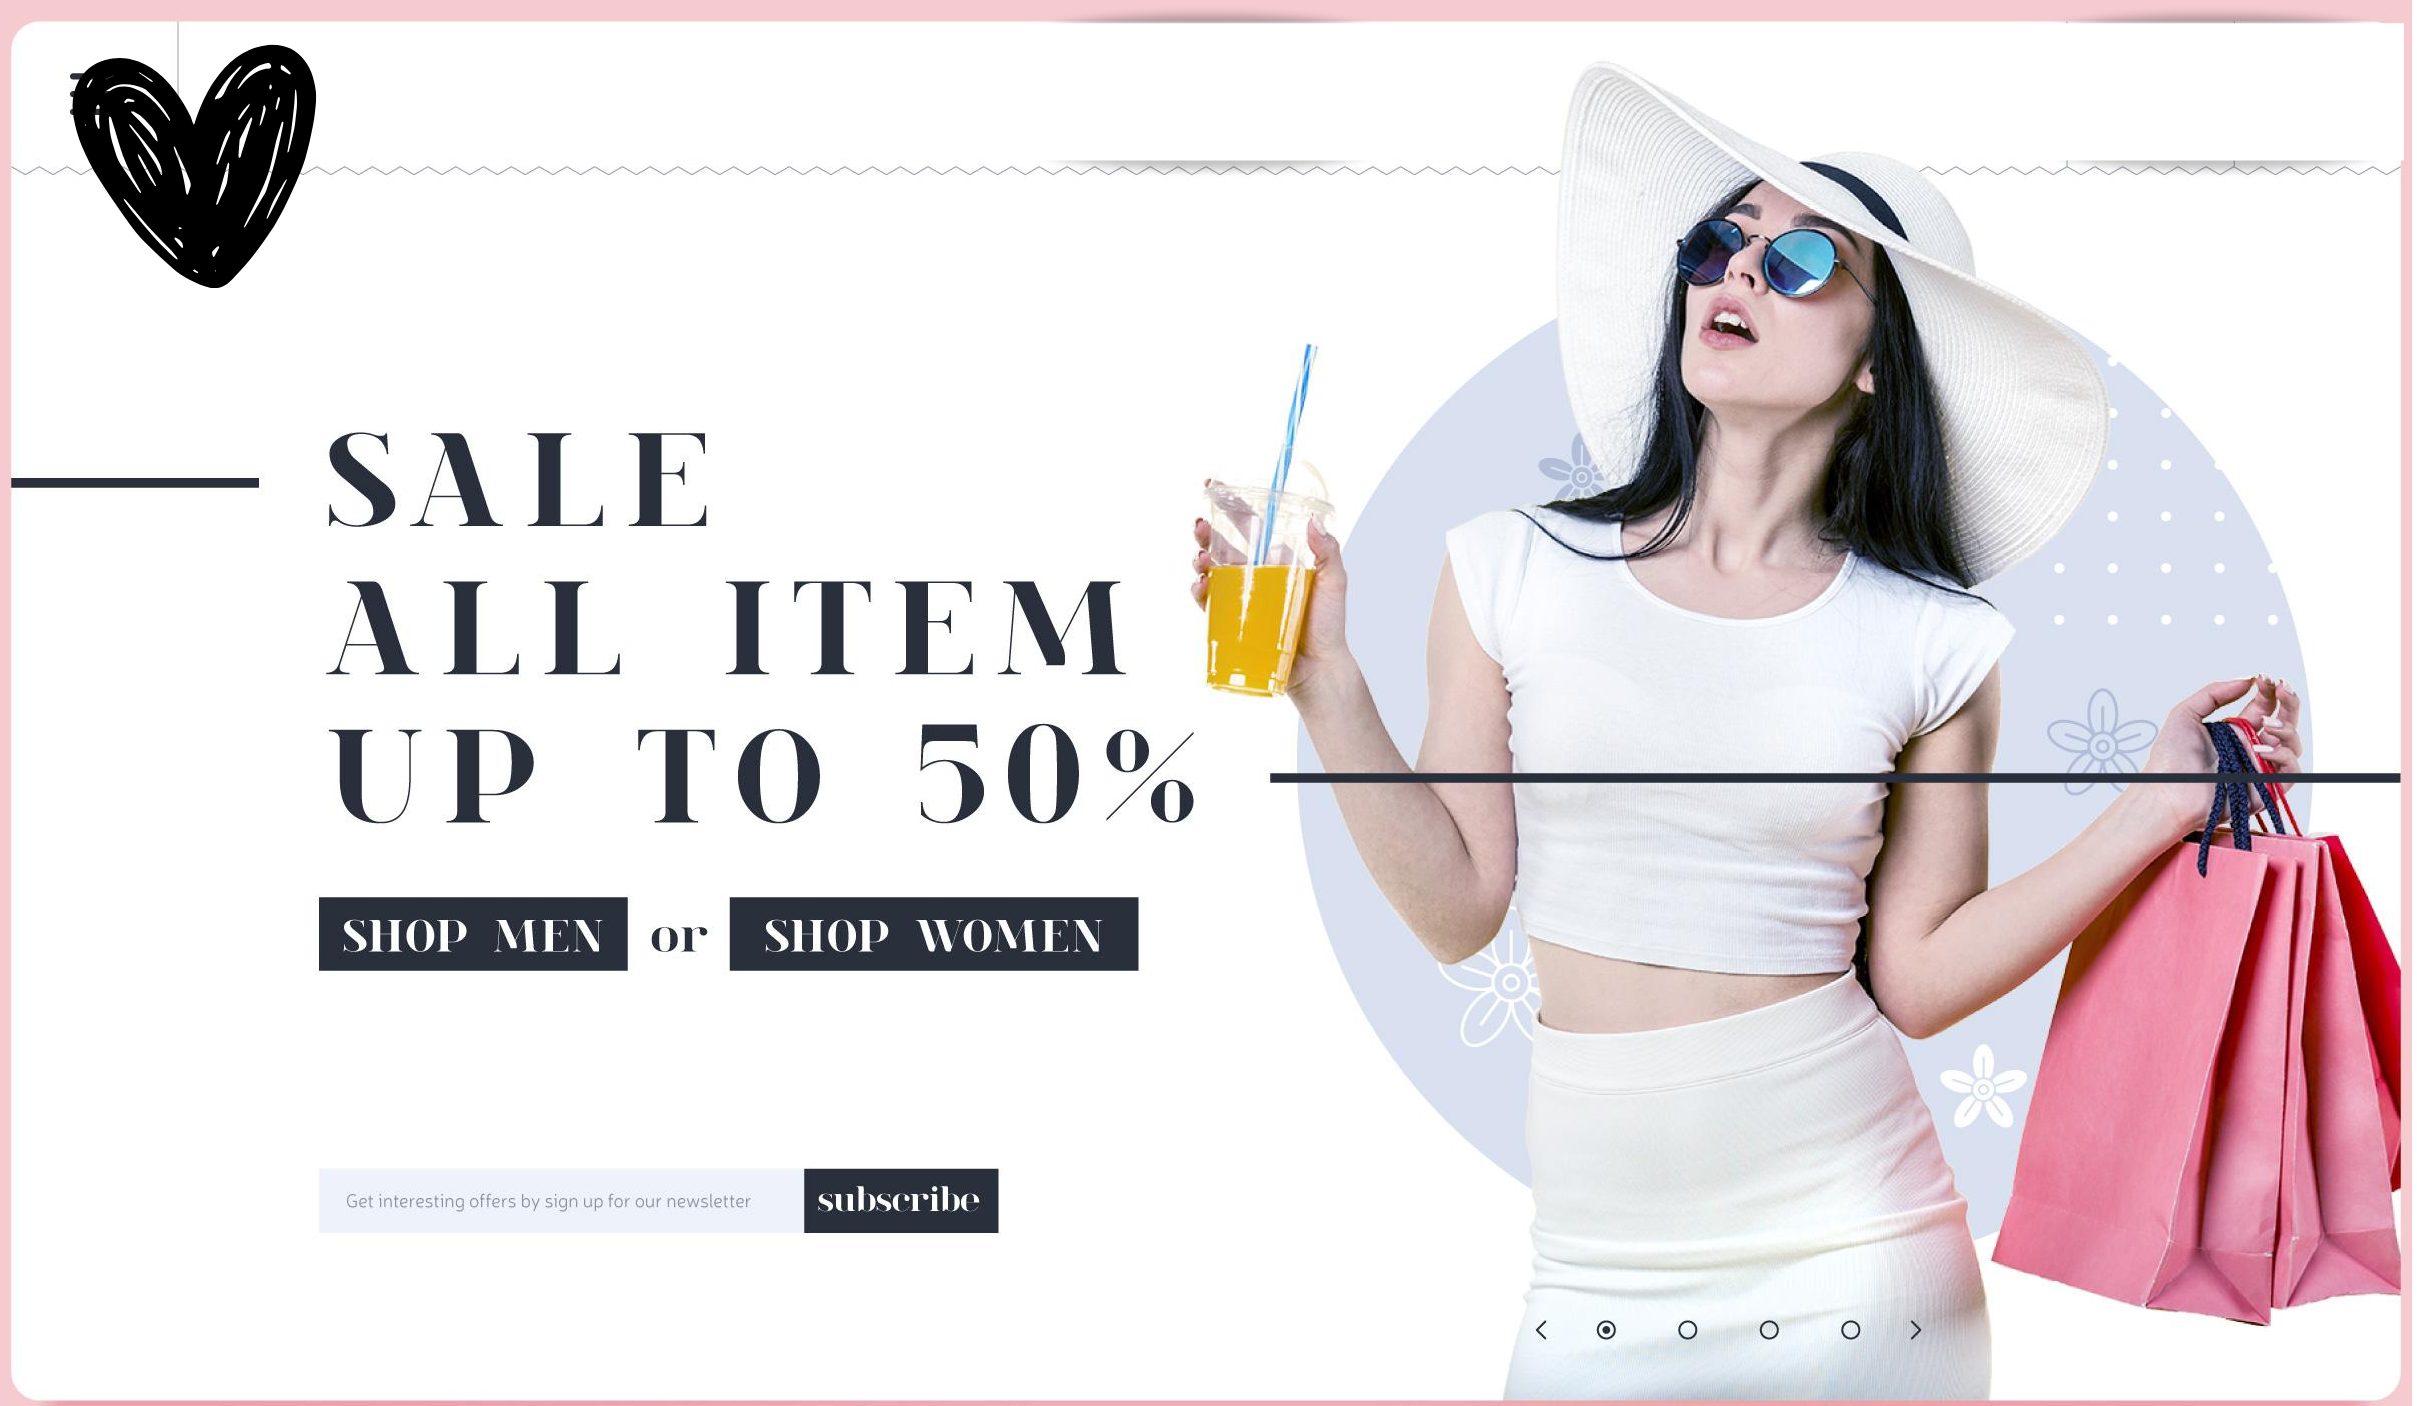 SALE
ALL ITEM
UP TO 50%
SHOP MEN or SHOP WOMEN
Get interesting offers by sign up for our newsletter subscribe